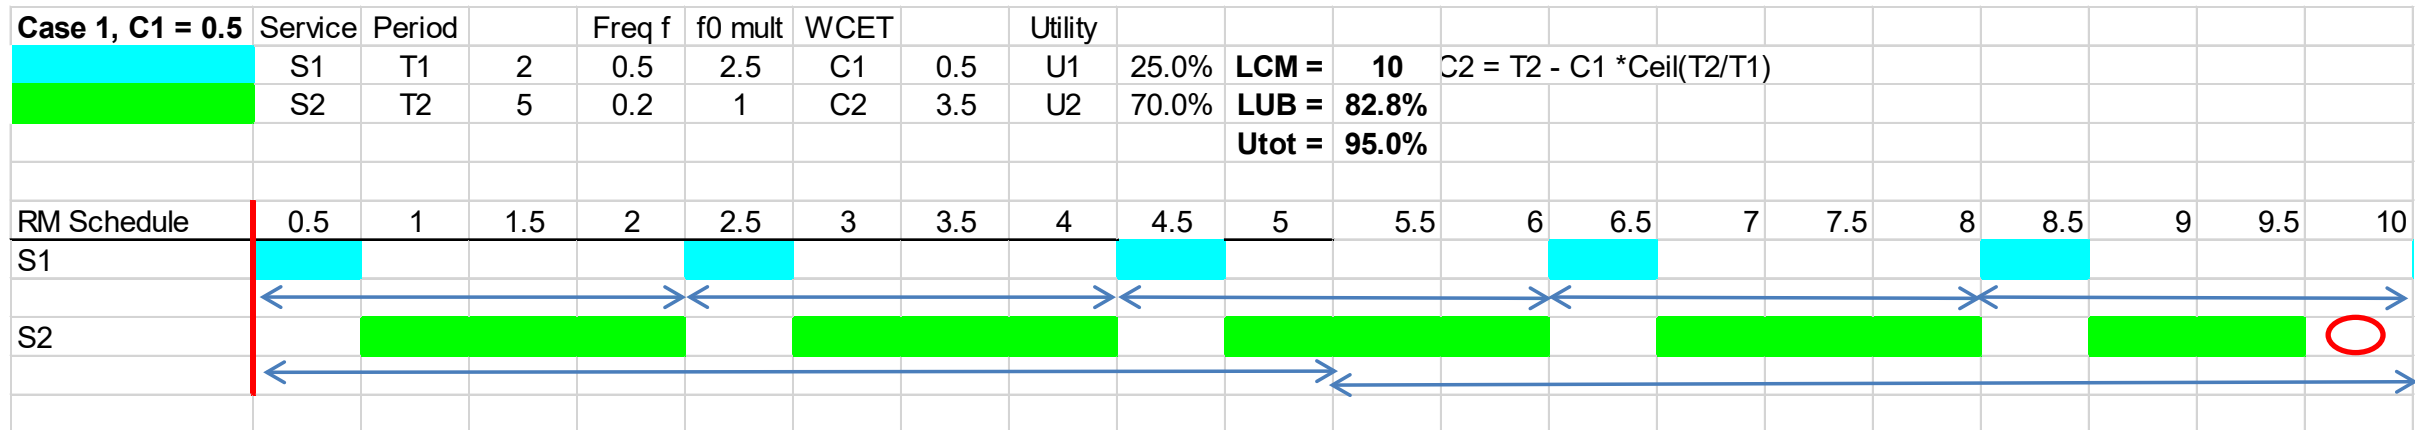 Case 1, C1 = 0.5 Service Period Freq f f0 mult WCET Utility
S1 T1 2 0.5 2.5 C1 0.5 U1 25.0% LCM = 10 C2 = T2 - C1 *Ceil(T2/T1)
S2 T2 5 0.2 1 C2 3.5 U2 70.0% LUB = 82.8%
Utot = 95.0%
RM Schedule 0.5 1 1.5 2 2.5 3 3.5 4 4.5 5 5.5 6 6.5 7 7.5 8 8.5 9 9.5 10
S1
S2